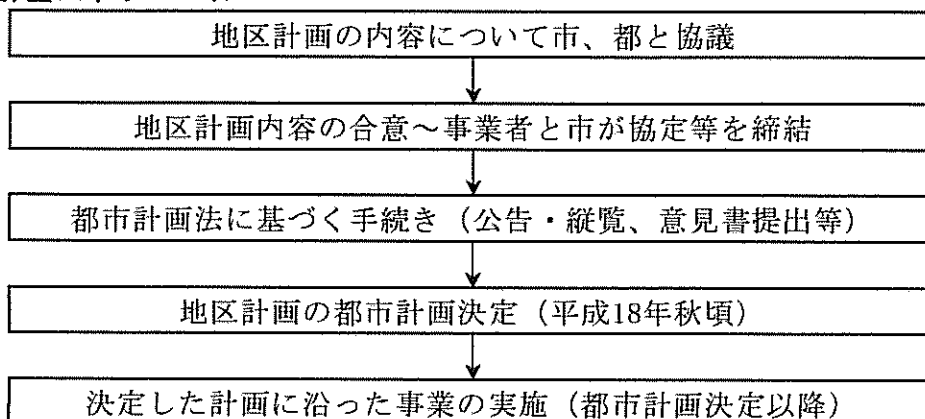 地区計画の内容について市、都と協議
地区計画内容の合意～事業者と市が協定等を締結
都市計画法に基づく手続き（公告・縦覧、意見書提出等）
地区計画の都市計画決定（平成18年秋頃）
決定した計画に沿った事業の実施（都市計画決定以降）